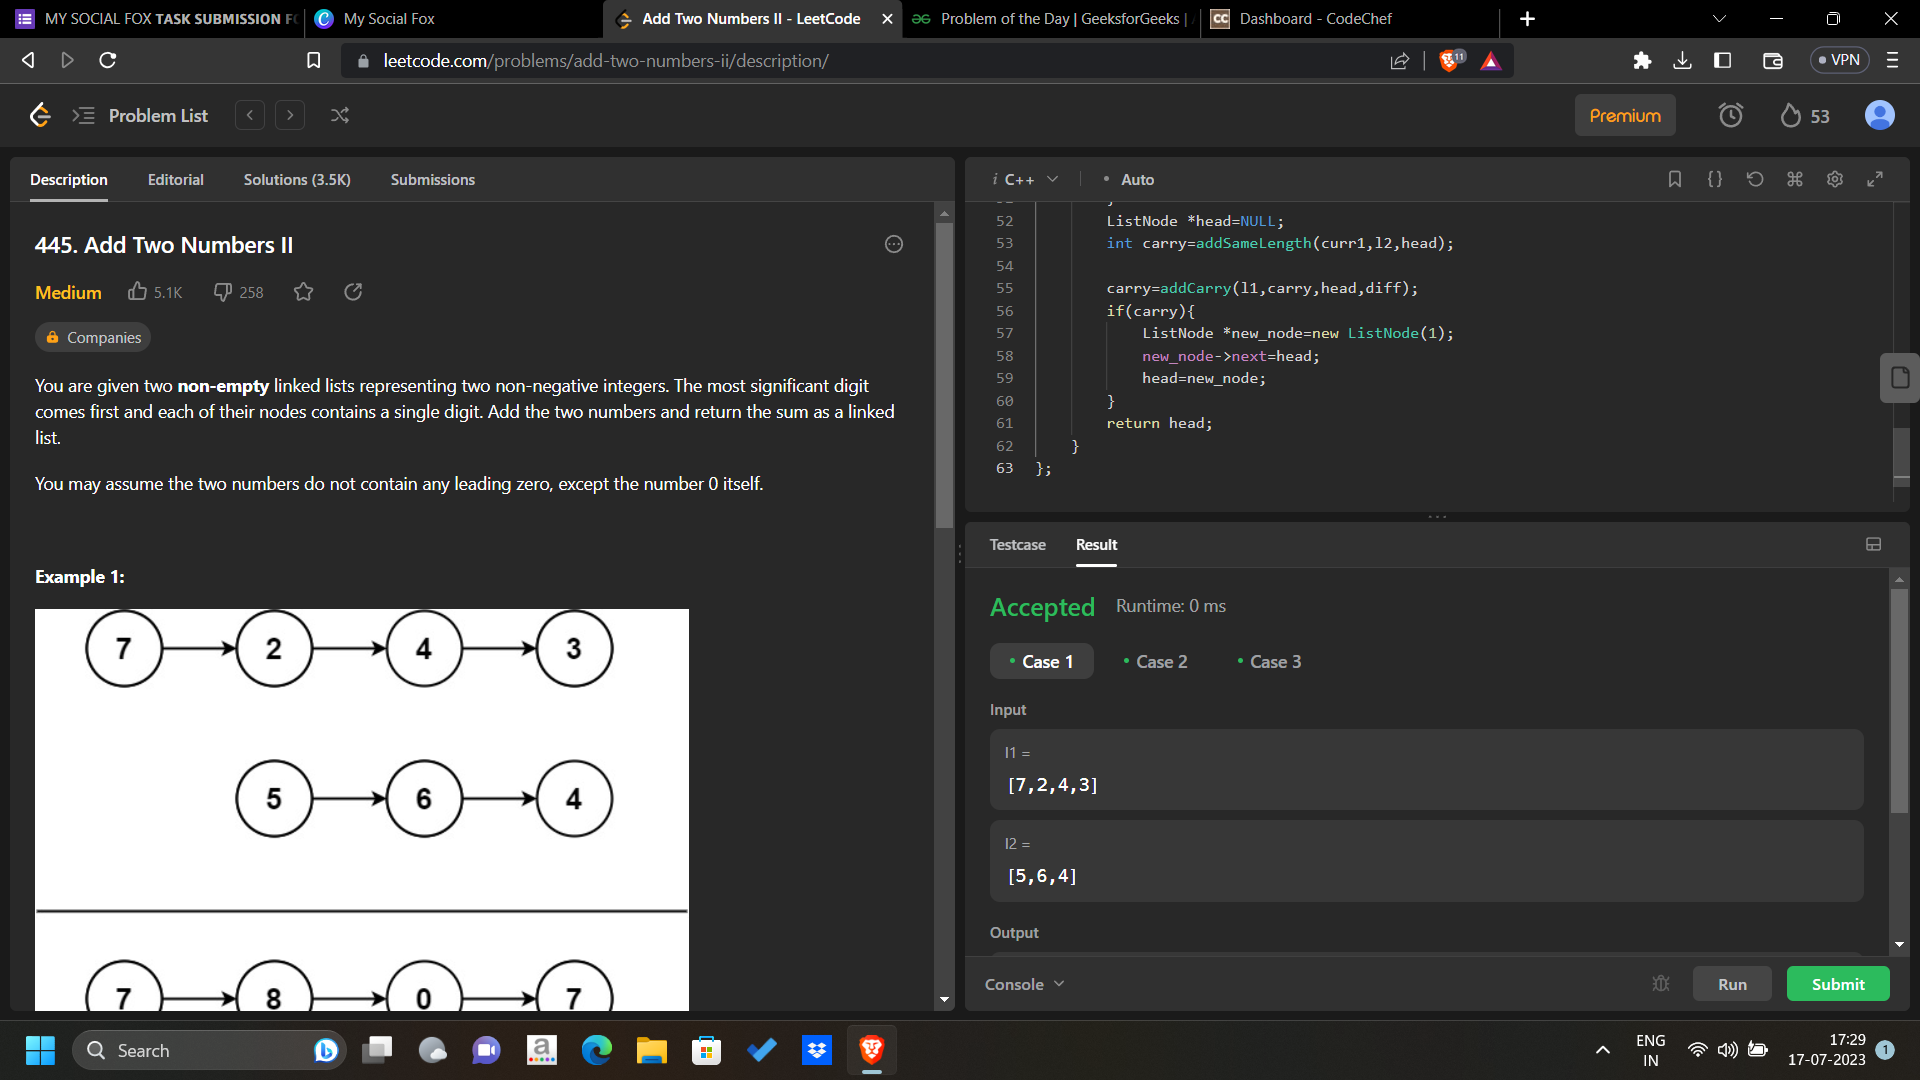 MY SOCIAL FOX TASK SUBMISSION F
My Social Fox
Add Two Numbers II - LeetCode
Problem of the Day | GeeksforGeeks |
CC
Dashboard - CodeChef
leetcode.com/problems/add-two-numbers-ii/description/
11
VPN
Problem List
Premium
53
Description
Editorial
Solutions (3.5K)
Submissions
445. Add Two Numbers II
Medium
5.1K
258
Companies
You are given two non-empty linked lists representing two non-negative integers. The most significant digit
comes first and each of their nodes contains a single digit. Add the two numbers and return the sum as a linked
list.
You may assume the two numbers do not contain any leading zero, except the number 0 itself.
Example 1:
7 2 4 3
5 6 4
7 8 0 7
i C++
Auto
52 ListNode *head=NULL;
53 int carry=addSameLength(curr1,l2,head);
54
55 carry=addCarry(l1,carry,head,diff);
56 if(carry){
57 ListNode *new_node=new ListNode(1);
58 new_node->next=head;
59 head=new_node;
60 }
61 return head;
62 }
63 };
Testcase
Result
Accepted
Runtime: 0 ms
Case 1
Case 2
Case 3
Input
l1 =
[7,2,4,3]
l2 =
[5,6,4]
Output
Console
Run
Submit
Search
a
ENG
IN
17:29
17-07-2023
1